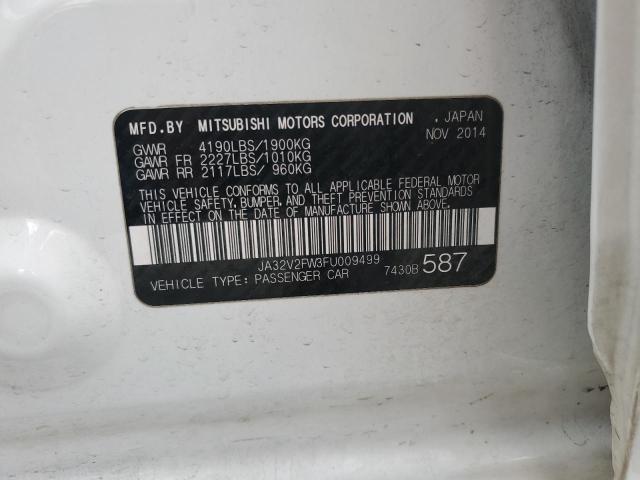 MFD.BY MITSUBISHI MOTORS CORPORATION , JAPAN
NOV 2014
GVWR 4190LBS/1900KG
GAWR FR 2227LBS/1010KG
GAWR RR 2117LBS/ 960KG
THIS VEHICLE CONFORMS TO ALL APPLICABLE FEDERAL MOTOR
VEHICLE SAFETY, BUMPER, AND THEFT PREVENTION STANDARDS
IN EFFECT ON THE DATE OF MANUFACTURE SHOWN ABOVE.
JA32V2FW3FU009499
VEHICLE TYPE: PASSENGER CAR 7430B 587